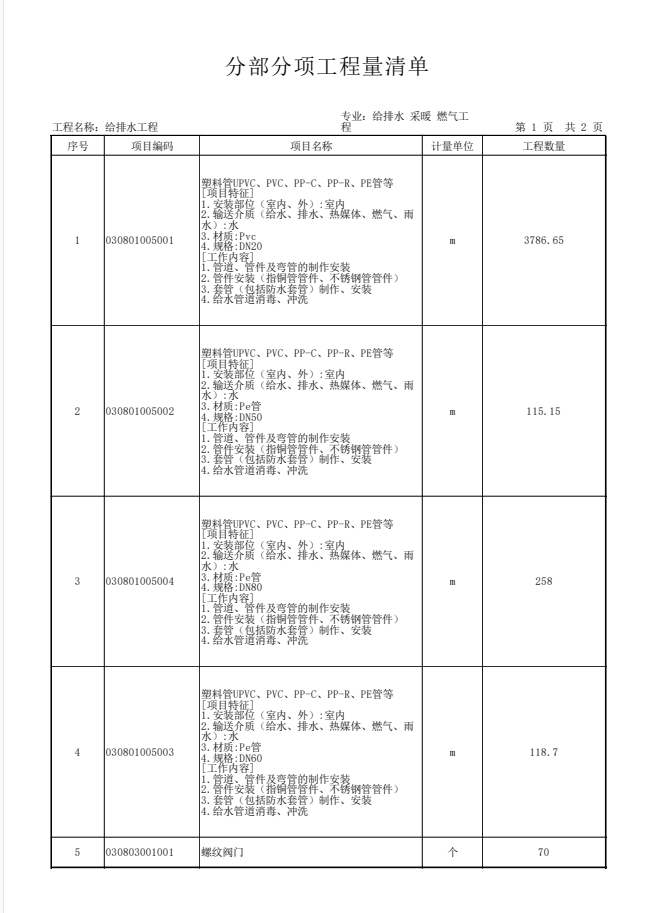 分部分项工程量清单
专业: 给排水 采暖 燃气工
工程名称: 给排水工程 程 第 1 页 共 2 页
序号 项目编码 项目名称 计量单位 工程数量
塑料管UPVC、PVC、PP-C、PP-R、PE管等
[项目特征]
1.安装部位（室内、外）:室内
2.输送介质（给水、排水、热媒体、燃气、雨
水）:水
3.材质:Pvc
1 030801005001 m 3786.65
4.规格:DN20
[工作内容]
1.管道、管件及弯管的制作安装
2.管件安装（指铜管管件、不锈钢管管件）
3.套管（包括防水套管）制作、安装
4.给水管道消毒、冲洗
塑料管UPVC、PVC、PP-C、PP-R、PE管等
[项目特征]
1.安装部位（室内、外）:室内
2.输送介质（给水、排水、热媒体、燃气、雨
水）:水
3.材质:Pe管
2 030801005002 m 115.15
4.规格:DN50
[工作内容]
1.管道、管件及弯管的制作安装
2.管件安装（指铜管管件、不锈钢管管件）
3.套管（包括防水套管）制作、安装
4.给水管道消毒、冲洗
塑料管UPVC、PVC、PP-C、PP-R、PE管等
[项目特征]
1.安装部位（室内、外）:室内
2.输送介质（给水、排水、热媒体、燃气、雨
水）:水
3.材质:Pe管
3 030801005004 m 258
4.规格:DN80
[工作内容]
1.管道、管件及弯管的制作安装
2.管件安装（指铜管管件、不锈钢管管件）
3.套管（包括防水套管）制作、安装
4.给水管道消毒、冲洗
塑料管UPVC、PVC、PP-C、PP-R、PE管等
[项目特征]
1.安装部位（室内、外）:室内
2.输送介质（给水、排水、热媒体、燃气、雨
水）:水
3.材质:Pe管
4 030801005003 m 118.7
4.规格:DN60
[工作内容]
1.管道、管件及弯管的制作安装
2.管件安装（指铜管管件、不锈钢管管件）
3.套管（包括防水套管）制作、安装
4.给水管道消毒、冲洗
5 030803001001 螺纹阀门 个 70